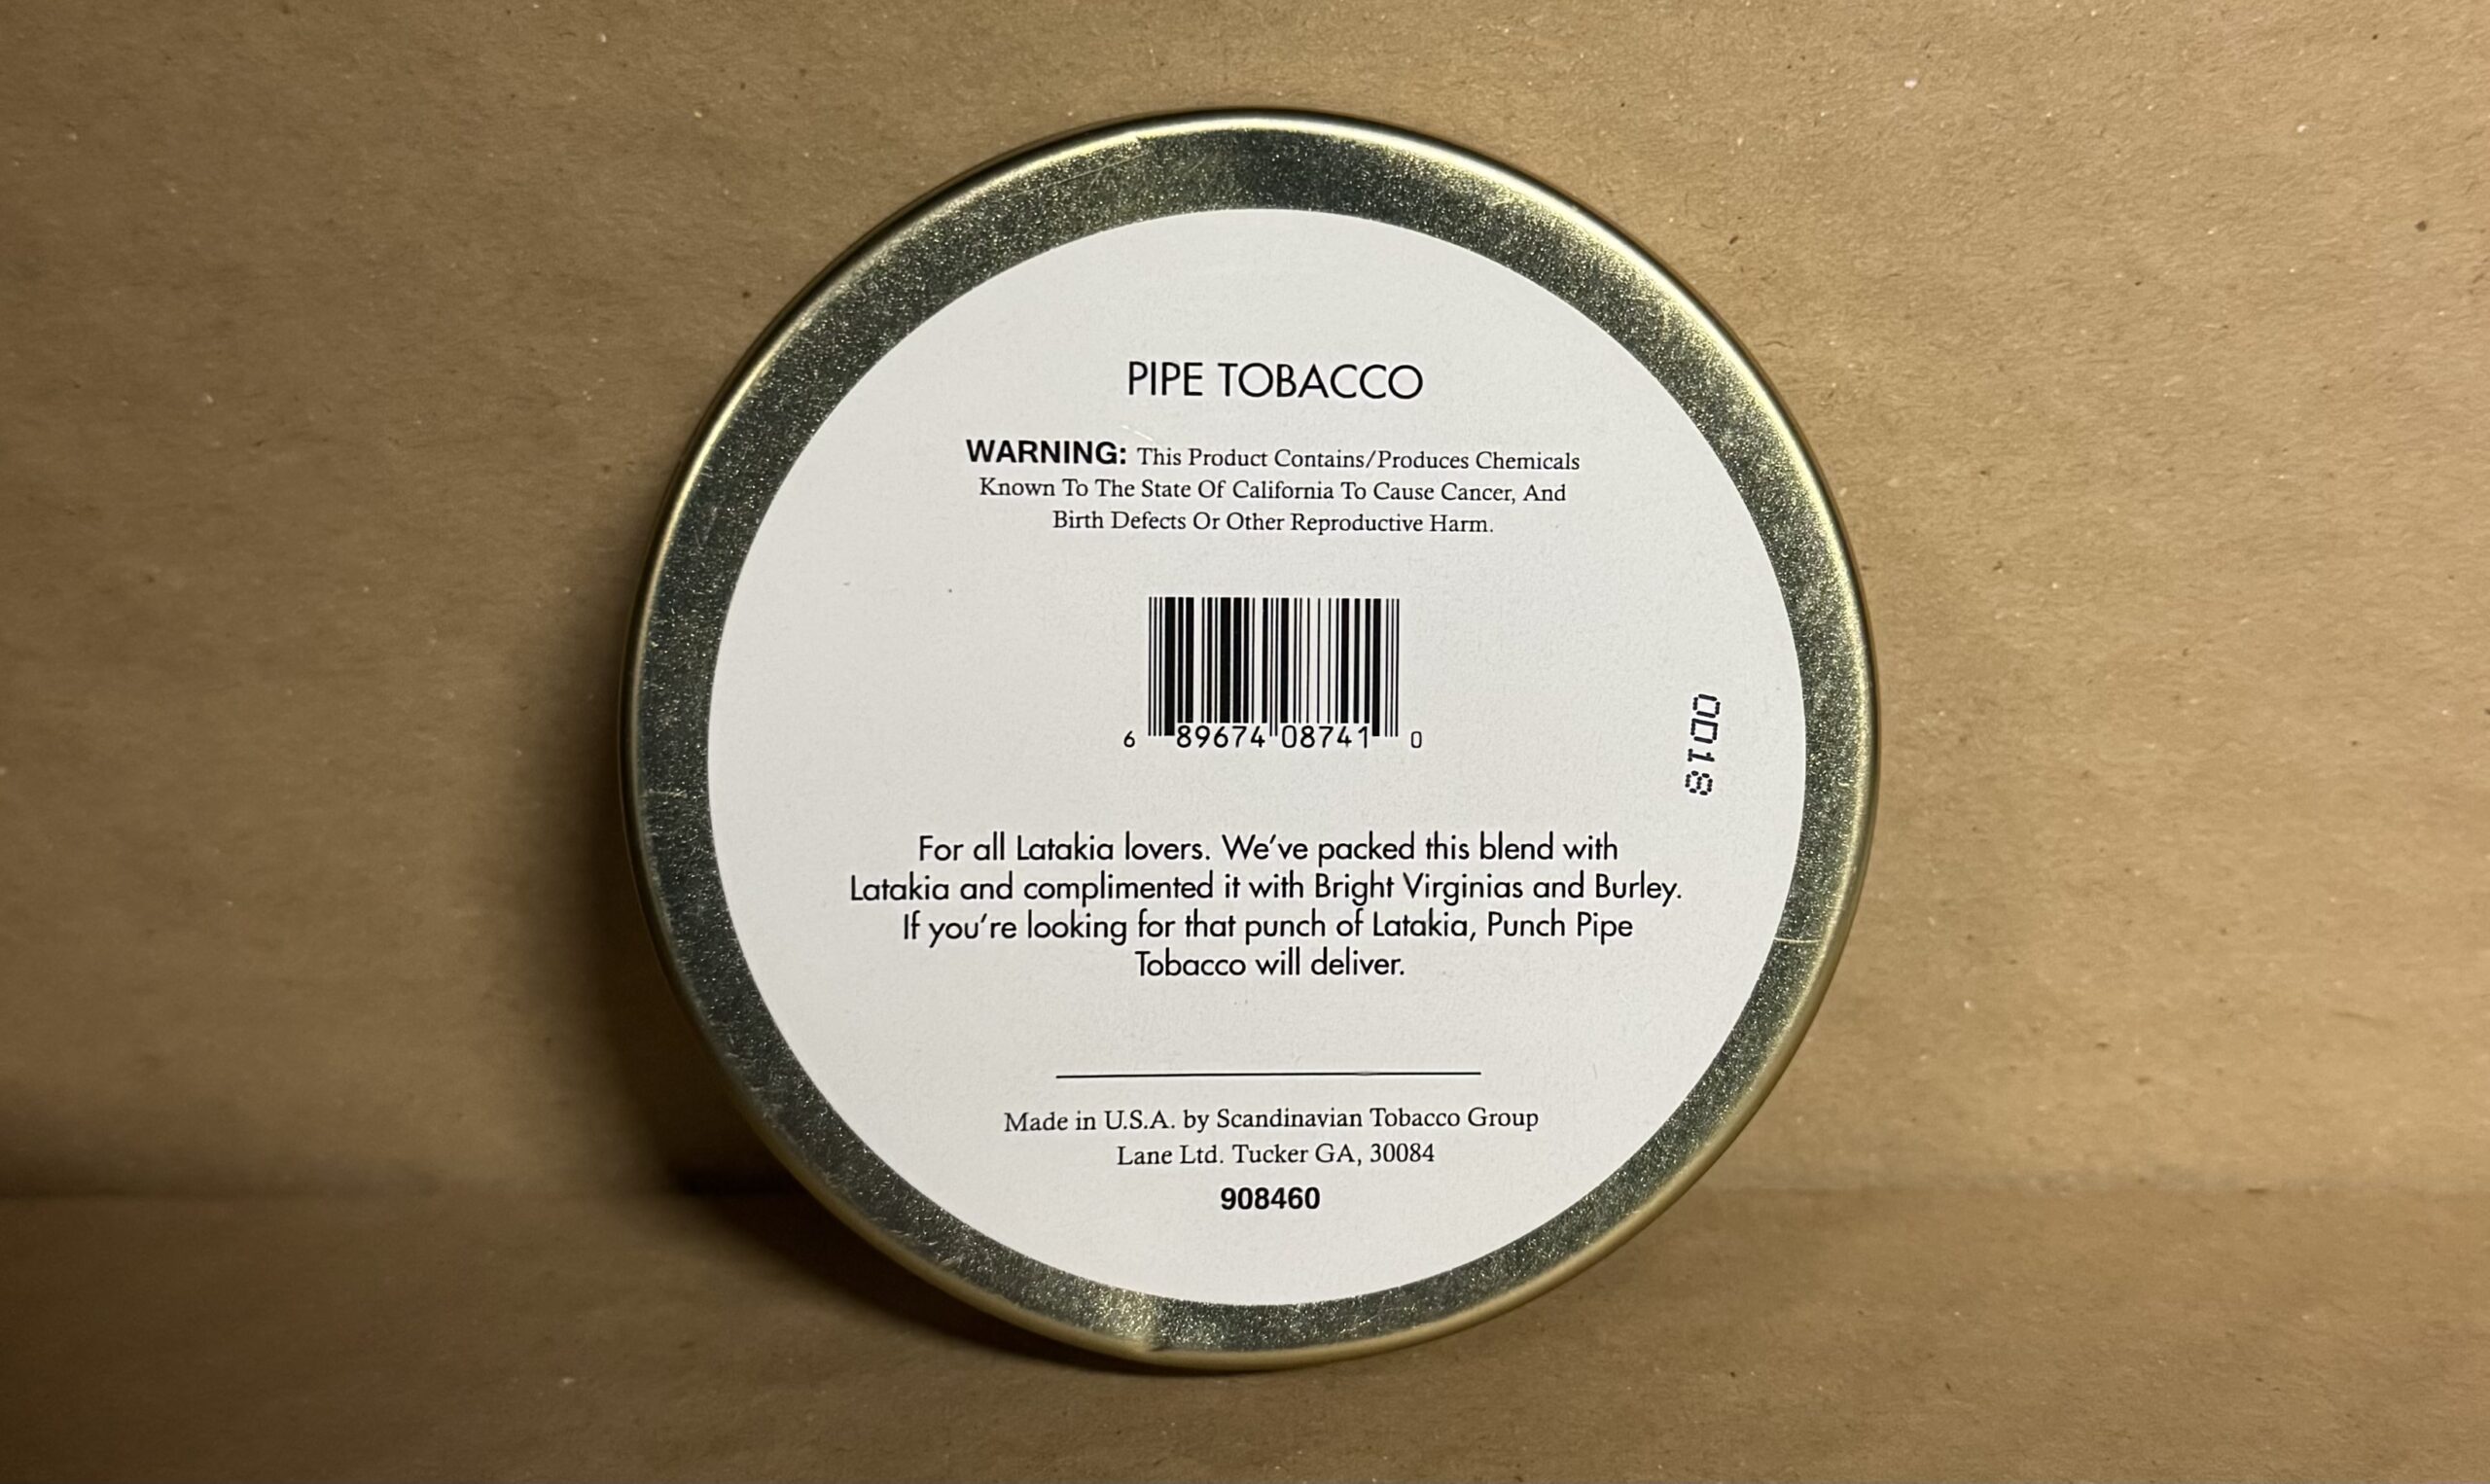 PIPE TOBACCO
WARNING: This Product Contains/Produces Chemicals
Known To The State Of California To Cause Cancer, And
Birth Defects Or Other Reproductive Harm.
6 89674 08741 0
0018
For all Latakia lovers. We've packed this blend with
Latakia and complimented it with Bright Virginias and Burley.
If you're looking for that punch of Latakia, Punch Pipe
Tobacco will deliver.
Made in U.S.A. by Scandinavian Tobacco Group
Lane Ltd. Tucker GA, 30084
908460